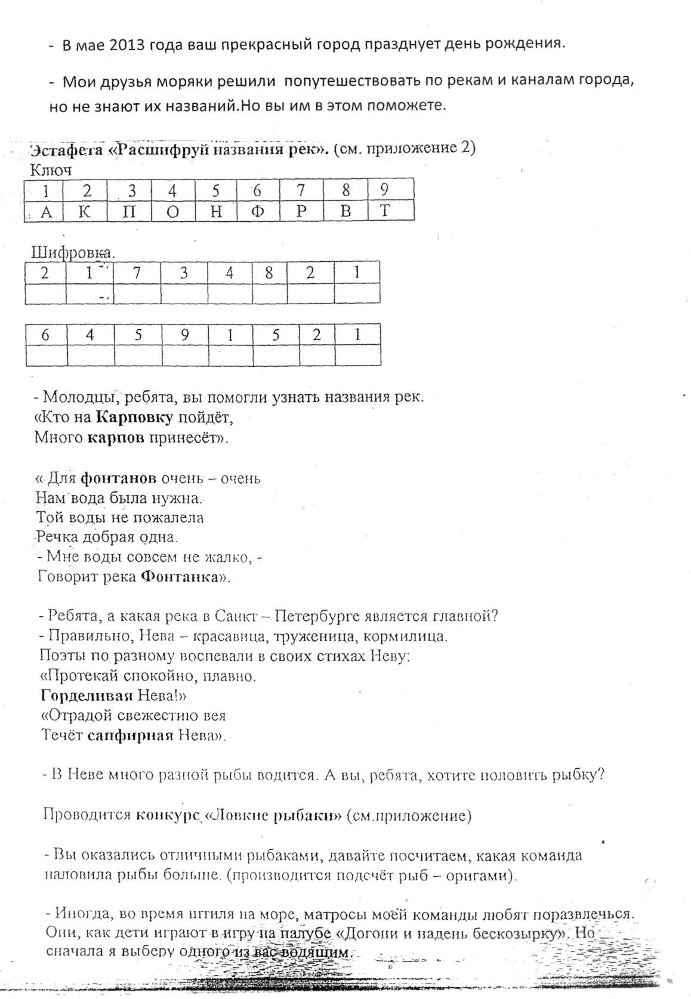 - В мае 2013 года ваш прекрасный город празднует день рождения.
- Мои друзья моряки решили попутешествовать по рекам и каналам города,
но не знают их названий.Но вы им в этом поможете.
Эстафета «Расшифруй названия рек». (см. приложение 2)
Ключ
1 2 3 4 5 6 7 8 9
А К П О Н Ф Р В Т
Шифровка.
2 1 7 3 4 8 2 1
6 4 5 9 1 5 2 1
- Молодцы, ребята, вы помогли узнать названия рек.
«Кто на Карповку пойдёт,
Много карпов принесёт».
« Для фонтанов очень – очень
Нам вода была нужна.
Той воды не пожалела
Речка добрая одна.
- Мне воды совсем не жалко, -
Говорит река Фонтанка».
- Ребята, а какая река в Санкт – Петербурге является главной?
- Правильно, Нева – красавица, труженица, кормилица.
Поэты по разному воспевали в своих стихах Неву:
«Протекай спокойно, плавно.
Горделивая Нева!»
«Отрадой свежестию вея
Течёт сапфирная Нева».
- В Неве много разной рыбы водится. А вы, ребята, хотите половить рыбку?
Проводится конкурс «Ловкие рыбаки» (см.приложение)
- Вы оказались отличными рыбаками, давайте посчитаем, какая команда
наловила рыбы больше. (производится подсчёт рыб – оригами).
- Иногда, во время штиля на море, матросы моей команды любят поразвлечься.
Они, как дети играют в игру на палубе «Догони и надень бескозырку». Но
сначала я выберу одного из вас водящим.